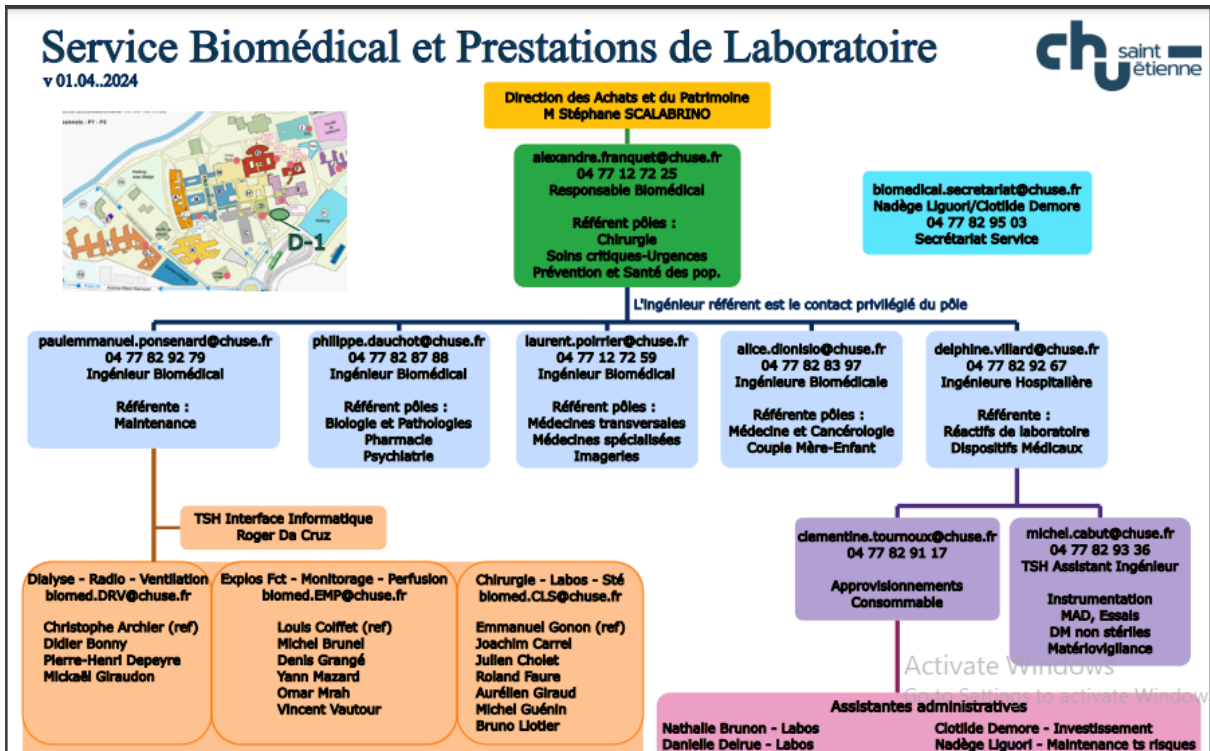 Service Biomédical et Prestations de Laboratoire
v 01.04..2024
chu saint étienne
Direction des Achats et du Patrimoine
M Stéphane SCALABRINO
alexandre.franquet@chuse.fr
04 77 12 72 25
Responsable Biomédical
Référent pôles :
Chirurgie
Soins critiques-Urgences
Prévention et Santé des pop.
biomedical.secretariat@chuse.fr
Nadège Liguori/Clotilde Demore
04 77 82 95 03
Secrétariat Service
D-1
L'ingénieur référent est le contact privilégié du pôle
paulemmanuel.ponsenard@chuse.fr
04 77 82 92 79
Ingénieur Biomédical
Référente :
Maintenance
philippe.dauchot@chuse.fr
04 77 82 87 88
Ingénieur Biomédical
Référent pôles :
Biologie et Pathologies
Pharmacie
Psychiatrie
laurent.poirrier@chuse.fr
04 77 12 72 59
Ingénieur Biomédical
Référent pôles :
Médecines transversales
Médecines spécialisées
Imageries
alice.dionisio@chuse.fr
04 77 82 83 97
Ingénieure Biomédicale
Référente pôles :
Médecine et Cancérologie
Couple Mère-Enfant
delphine.villard@chuse.fr
04 77 82 92 67
Ingénieure Hospitalière
Référente :
Réactifs de laboratoire
Dispositifs Médicaux
TSH Interface Informatique
Roger Da Cruz
clementine.tournoux@chuse.fr
04 77 82 91 17
Approvisionnements
Consommable
michel.cabut@chuse.fr
04 77 82 93 36
TSH Assistant Ingénieur
Instrumentation
MAD, Essais
DM non stériles
Matériovigilance
Dialyse - Radio - Ventilation
biomed.DRV@chuse.fr
Christophe Archier (ref)
Didier Bonny
Pierre-Henri Depeyre
Mickaël Giraudon
Explos Fct - Monitorage - Perfusion
biomed.EMP@chuse.fr
Louis Coiffet (ref)
Michel Brunel
Denis Grangé
Yann Mazard
Omar Mrah
Vincent Vautour
Chirurgie - Labos - Sté
biomed.CLS@chuse.fr
Emmanuel Gonon (ref)
Joachim Carrel
Julien Cholet
Roland Faure
Aurélien Giraud
Michel Guénin
Bruno Liotier
Activate Windows
Go to Settings to activate Window
Assistantes administratives
Nathalie Brunon - Labos
Danielle Delrue - Labos
Clotilde Demore - Investissement
Nadège Liguori - Maintenance ts risques